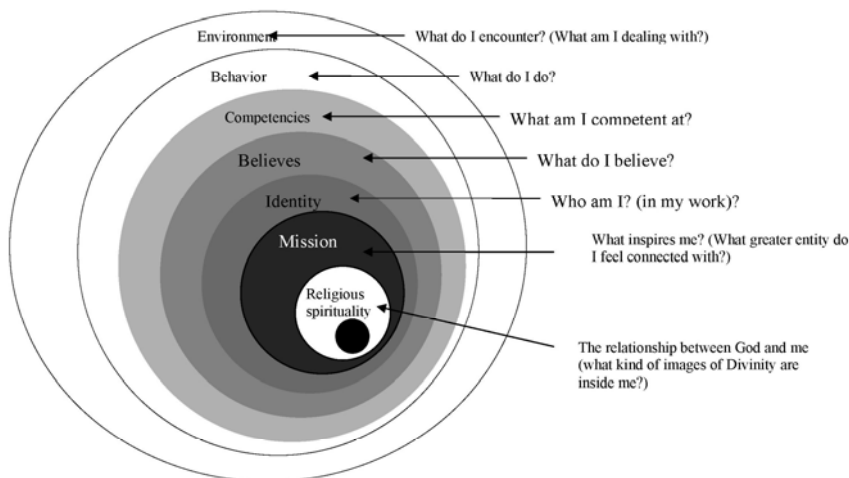 Environment
What do I encounter? (What am I dealing with?)
Behavior
What do I do?
Competencies
What am I competent at?
Believes
What do I believe?
Identity
Who am I? (in my work)?
Mission
What inspires me? (What greater entity do
I feel connected with?)
Religious
spirituality
The relationship between God and me
(what kind of images of Divinity are
inside me?)